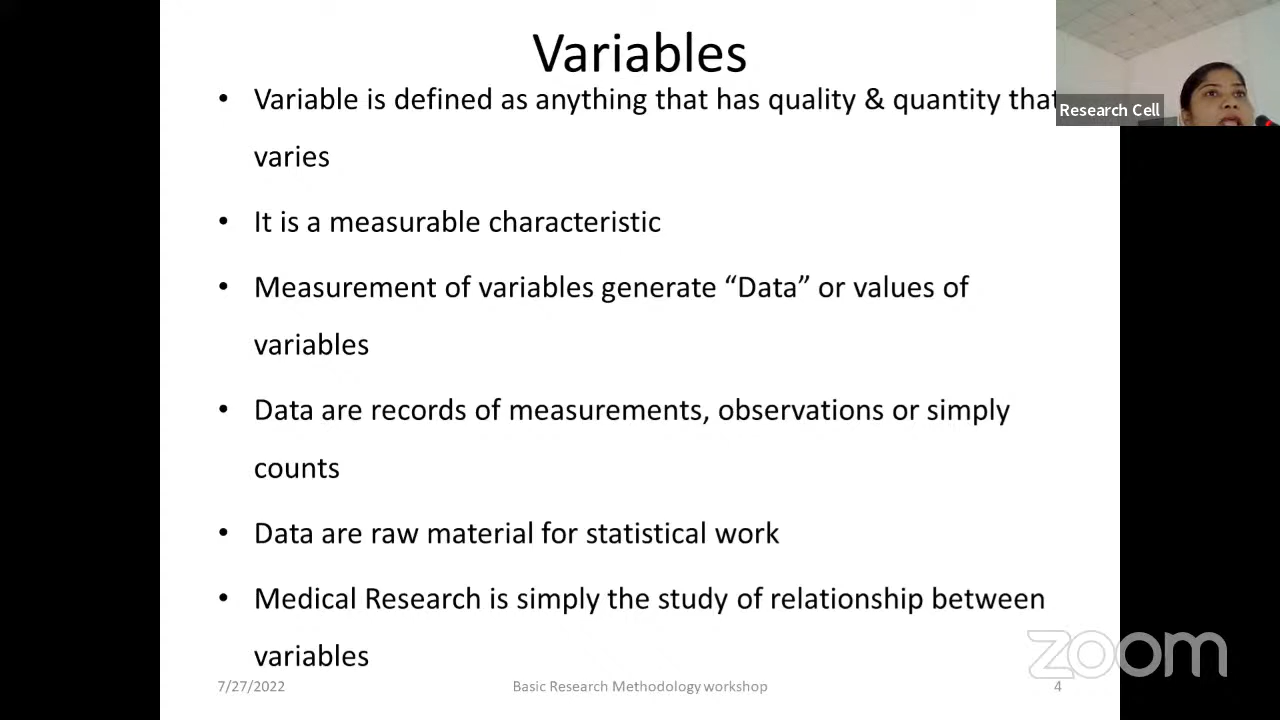 Variables
• Variable is defined as anything that has quality & quantity that
varies
• It is a measurable characteristic
• Measurement of variables generate “Data” or values of
variables
• Data are records of measurements, observations or simply
counts
• Data are raw material for statistical work
• Medical Research is simply the study of relationship between
variables
7/27/2022
Basic Research Methodology workshop
4
Research Cell
zoom